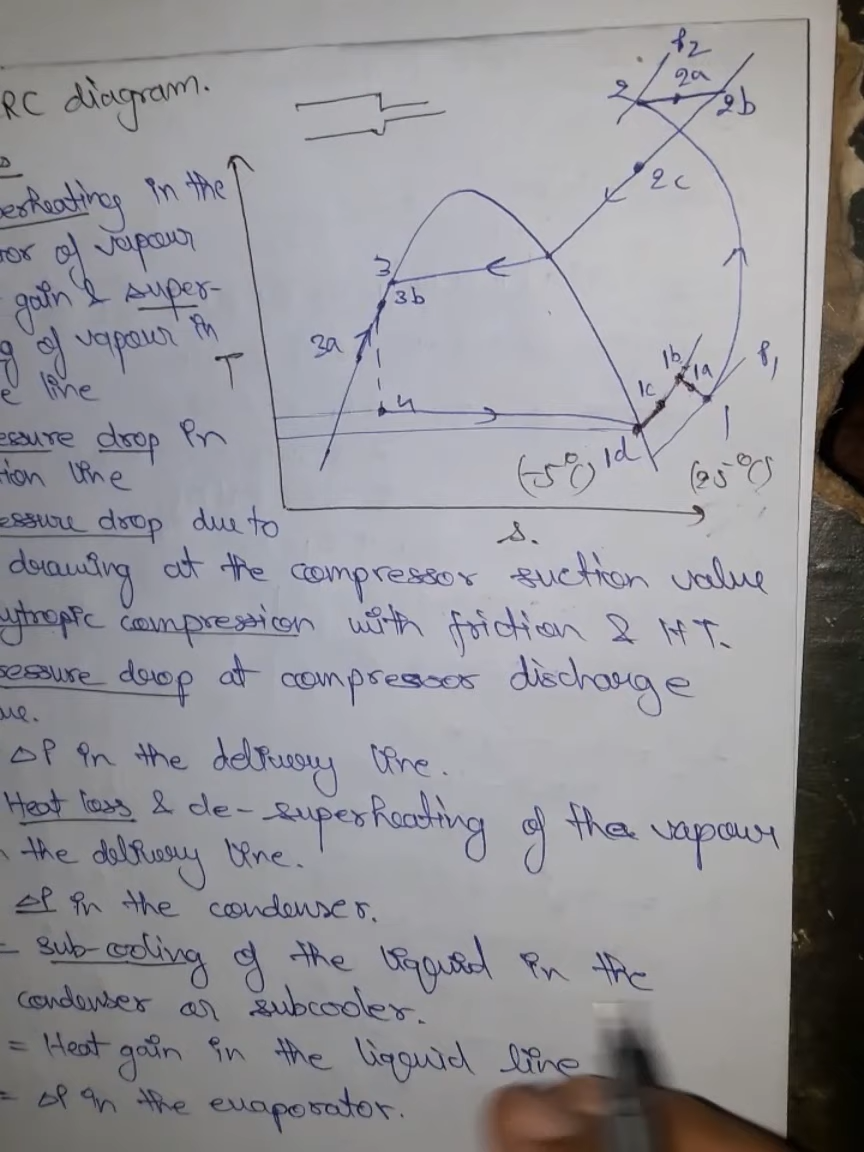 RC diagram.
erheating in the
or of vapour
gain & super-
g of vapour in
e line
essure drop in
tion line
essure drop due to
drawing at the compressor suction value
ytropic compression with friction & HT.
essure drop at compressor discharge
ue.
ΔP in the delivery line.
Heat loss & de-superheating of the vapour
the delivery line.
ΔP in the condenser.
= sub-cooling of the liquid in the
condenser or subcooler.
= Heat gain in the liquid line
= ΔP in the evaporator.
P2
2 2a 2b
2c
3
3b
3a
T
4
1b 1a P1
1c
1d 1
(-5°C) (25°C)
s.